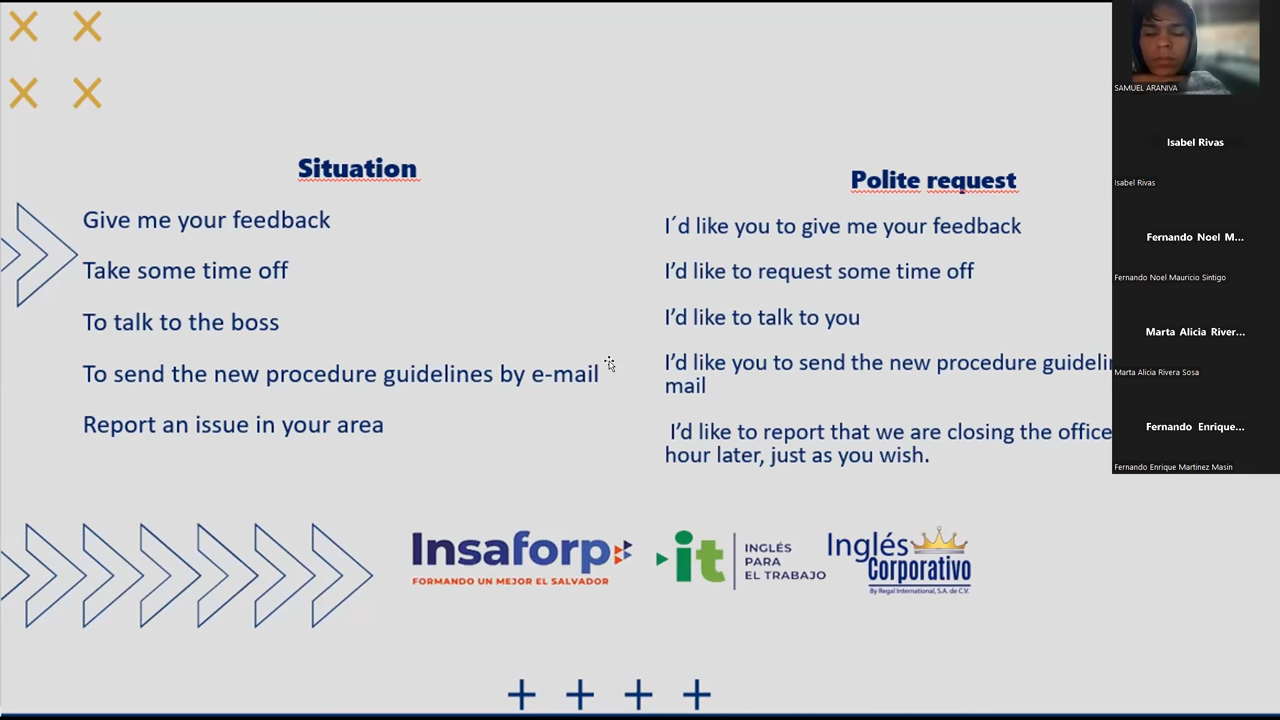 Situation
Give me your feedback
Take some time off
To talk to the boss
To send the new procedure guidelines by e-mail
Report an issue in your area
Polite request
I´d like you to give me your feedback
I’d like to request some time off
I’d like to talk to you
I’d like you to send the new procedure
mail
I’d like to report that we are closing the office
hour later, just as you wish.
Insaforp
FORMANDO UN MEJOR EL SALVADOR
it
INGLÉS
PARA
EL TRABAJO
Inglés
Corporativo
By Regal International, S.A. de C.V.
SAMUEL ARANIVA
Isabel Rivas
Isabel Rivas
Fernando Noel M...
Fernando Noel Mauricio Sintigo
Marta Alicia River...
Marta Alicia Rivera Sosa
Fernando Enrique...
Fernando Enrique Martinez Masin